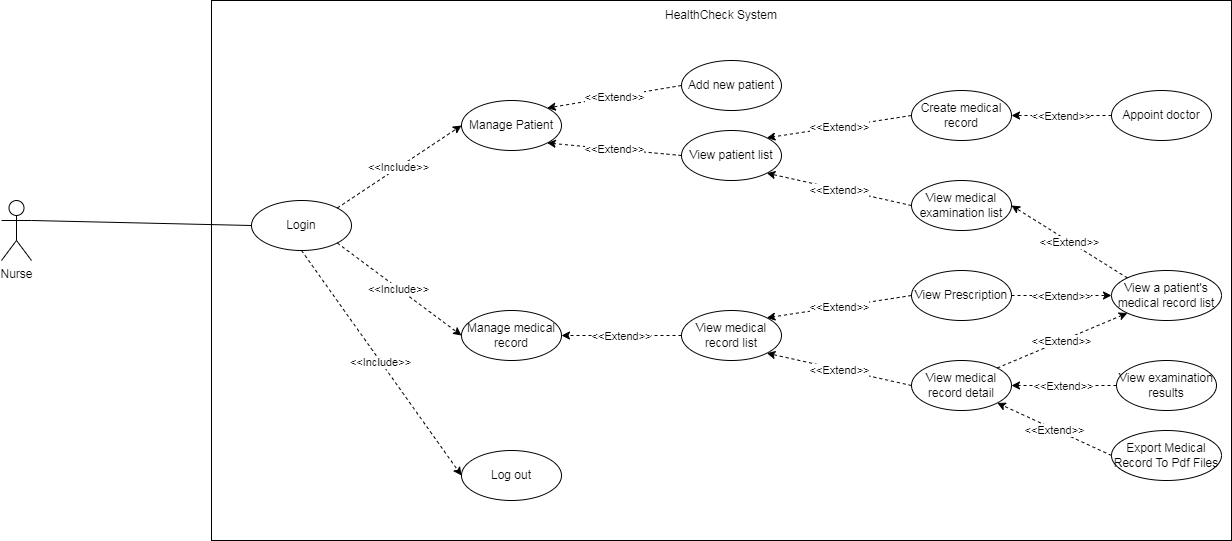 HealthCheck System
Add new patient
<<Extend>>
Manage Patient
<<Extend>>
View patient list
<<Extend>>
Create medical
record
<<Extend>>
Appoint doctor
<<Include>>
<<Extend>>
View medical
examination list
Nurse
Login
<<Extend>>
<<Include>>
View Prescription
<<Extend>>
View a patient's
medical record list
<<Extend>>
Manage medical
record
<<Extend>>
View medical
record list
<<Extend>>
<<Include>>
<<Extend>>
View medical
record detail
<<Extend>>
View examination
results
<<Extend>>
Export Medical
Record To Pdf Files
Log out